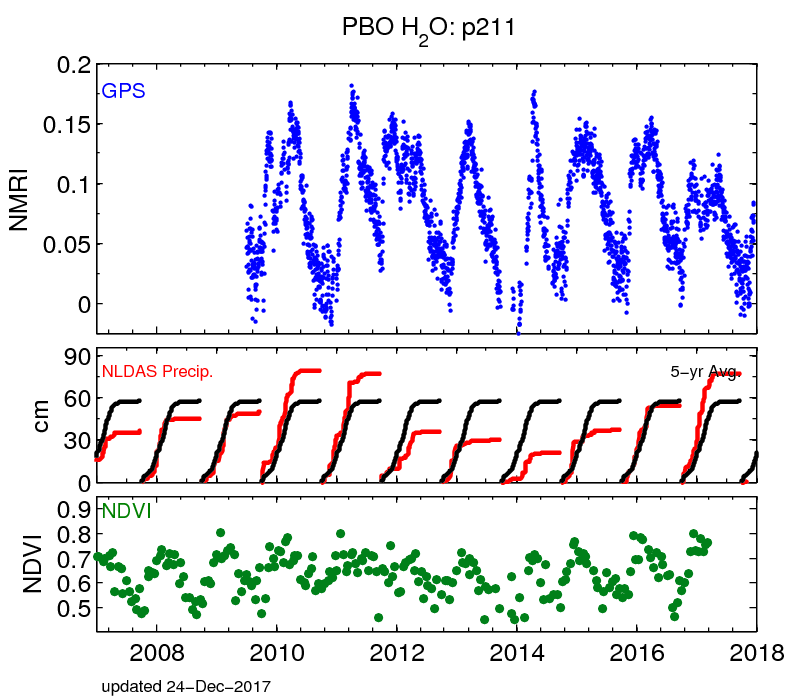 PBO H2O: p211
0.2
GPS
0.15
0.1
0.05
0
NMRI
90
NLDAS Precip.
5-yr Avg.
60
30
0
cm
0.9
NDVI
0.8
0.7
0.6
0.5
NDVI
2008 2010 2012 2014 2016 2018
updated 24-Dec-2017